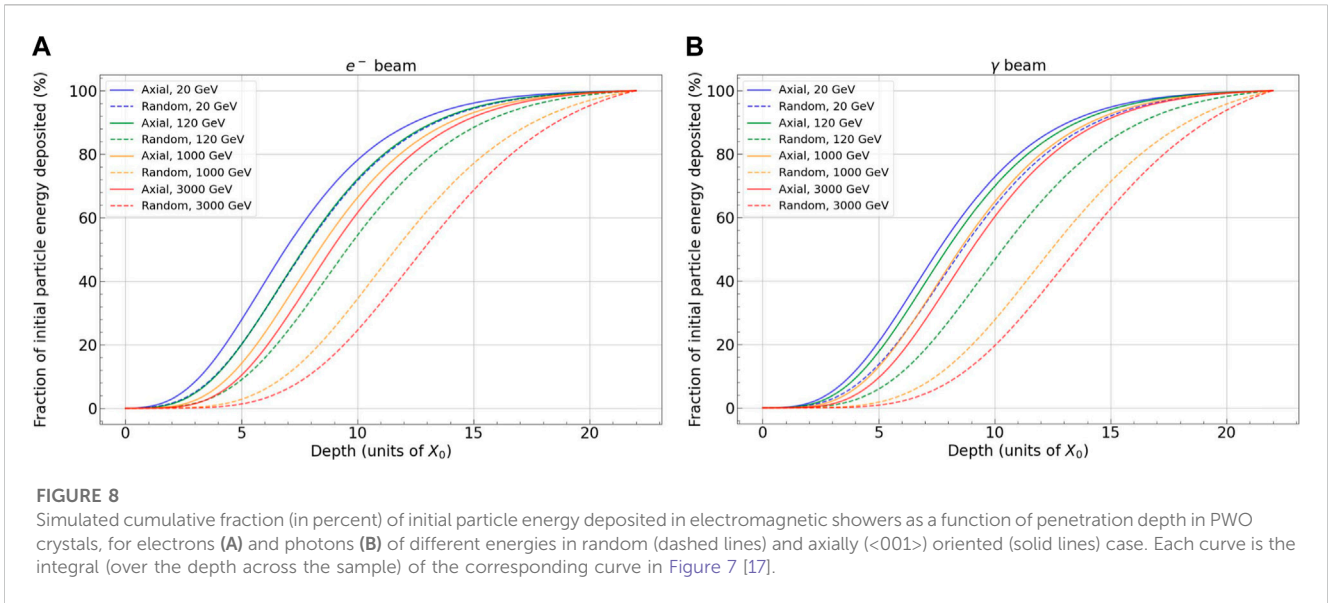 A
e⁻ beam
Fraction of initial particle energy deposited (%)
100
80
60
40
20
0
Axial, 20 GeV
Random, 20 GeV
Axial, 120 GeV
Random, 120 GeV
Axial, 1000 GeV
Random, 1000 GeV
Axial, 3000 GeV
Random, 3000 GeV
0 5 10 15 20
Depth (units of X₀)
B
γ beam
Fraction of initial particle energy deposited (%)
100
80
60
40
20
0
Axial, 20 GeV
Random, 20 GeV
Axial, 120 GeV
Random, 120 GeV
Axial, 1000 GeV
Random, 1000 GeV
Axial, 3000 GeV
Random, 3000 GeV
0 5 10 15 20
Depth (units of X₀)
FIGURE 8
Simulated cumulative fraction (in percent) of initial particle energy deposited in electromagnetic showers as a function of penetration depth in PWO
crystals, for electrons (A) and photons (B) of different energies in random (dashed lines) and axially (<001>) oriented (solid lines) case. Each curve is the
integral (over the depth across the sample) of the corresponding curve in Figure 7 [17].